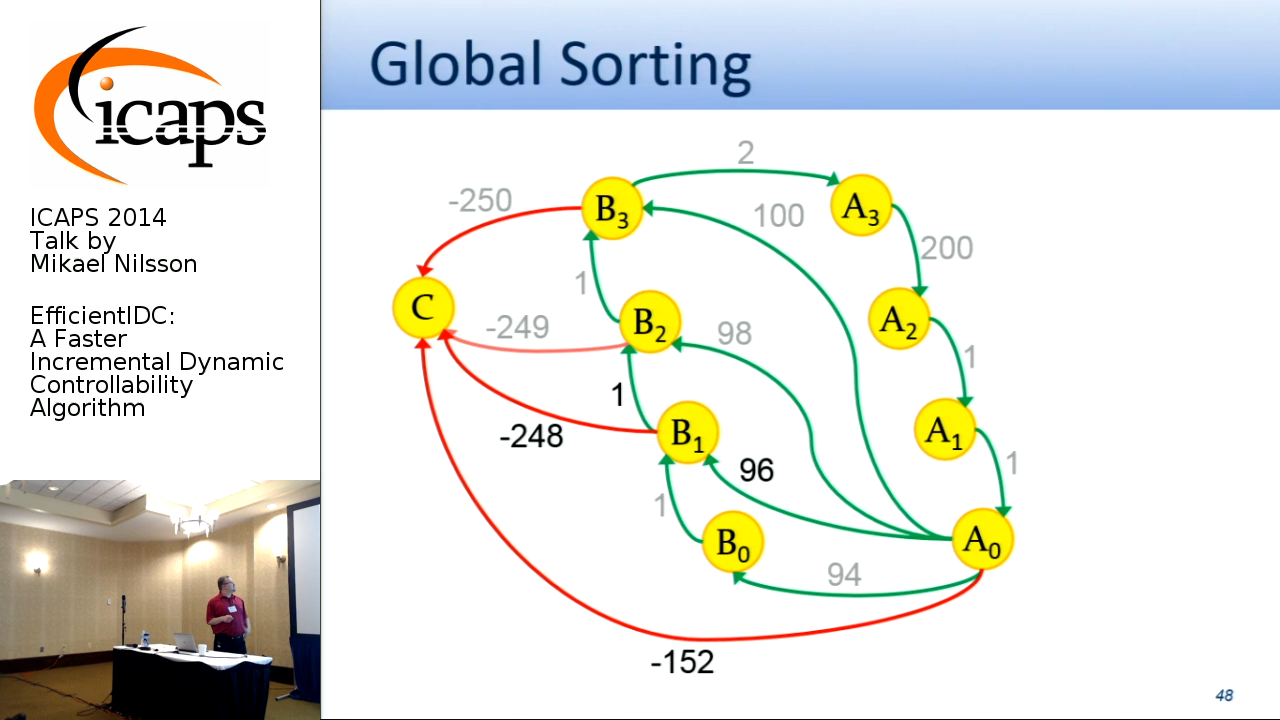 icaps
ICAPS 2014
Talk by
Mikael Nilsson
EfficientIDC:
A Faster
Incremental Dynamic
Controllability
Algorithm
Global Sorting
2
-250
B3
100
A3
200
1
C
-249
B2
98
A2
1
1
-248
B1
96
A1
1
1
B0
A0
94
-152
48